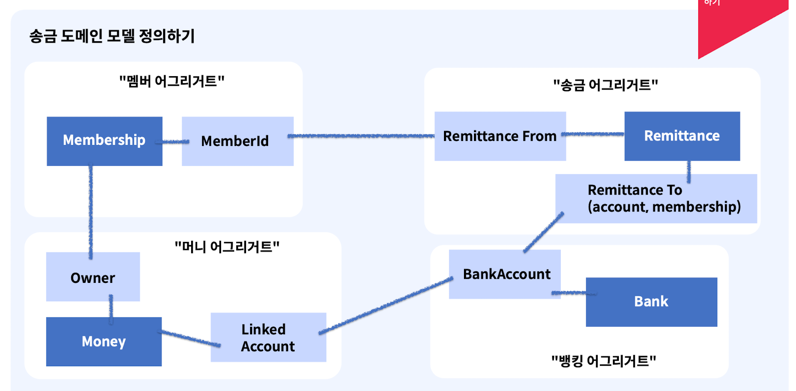 하기
송금 도메인 모델 정의하기
"멤버 어그리거트"
Membership
MemberId
"송금 어그리거트"
Remittance From
Remittance
Remittance To
(account, membership)
"머니 어그리거트"
Owner
Money
Linked
Account
BankAccount
Bank
"뱅킹 어그리거트"